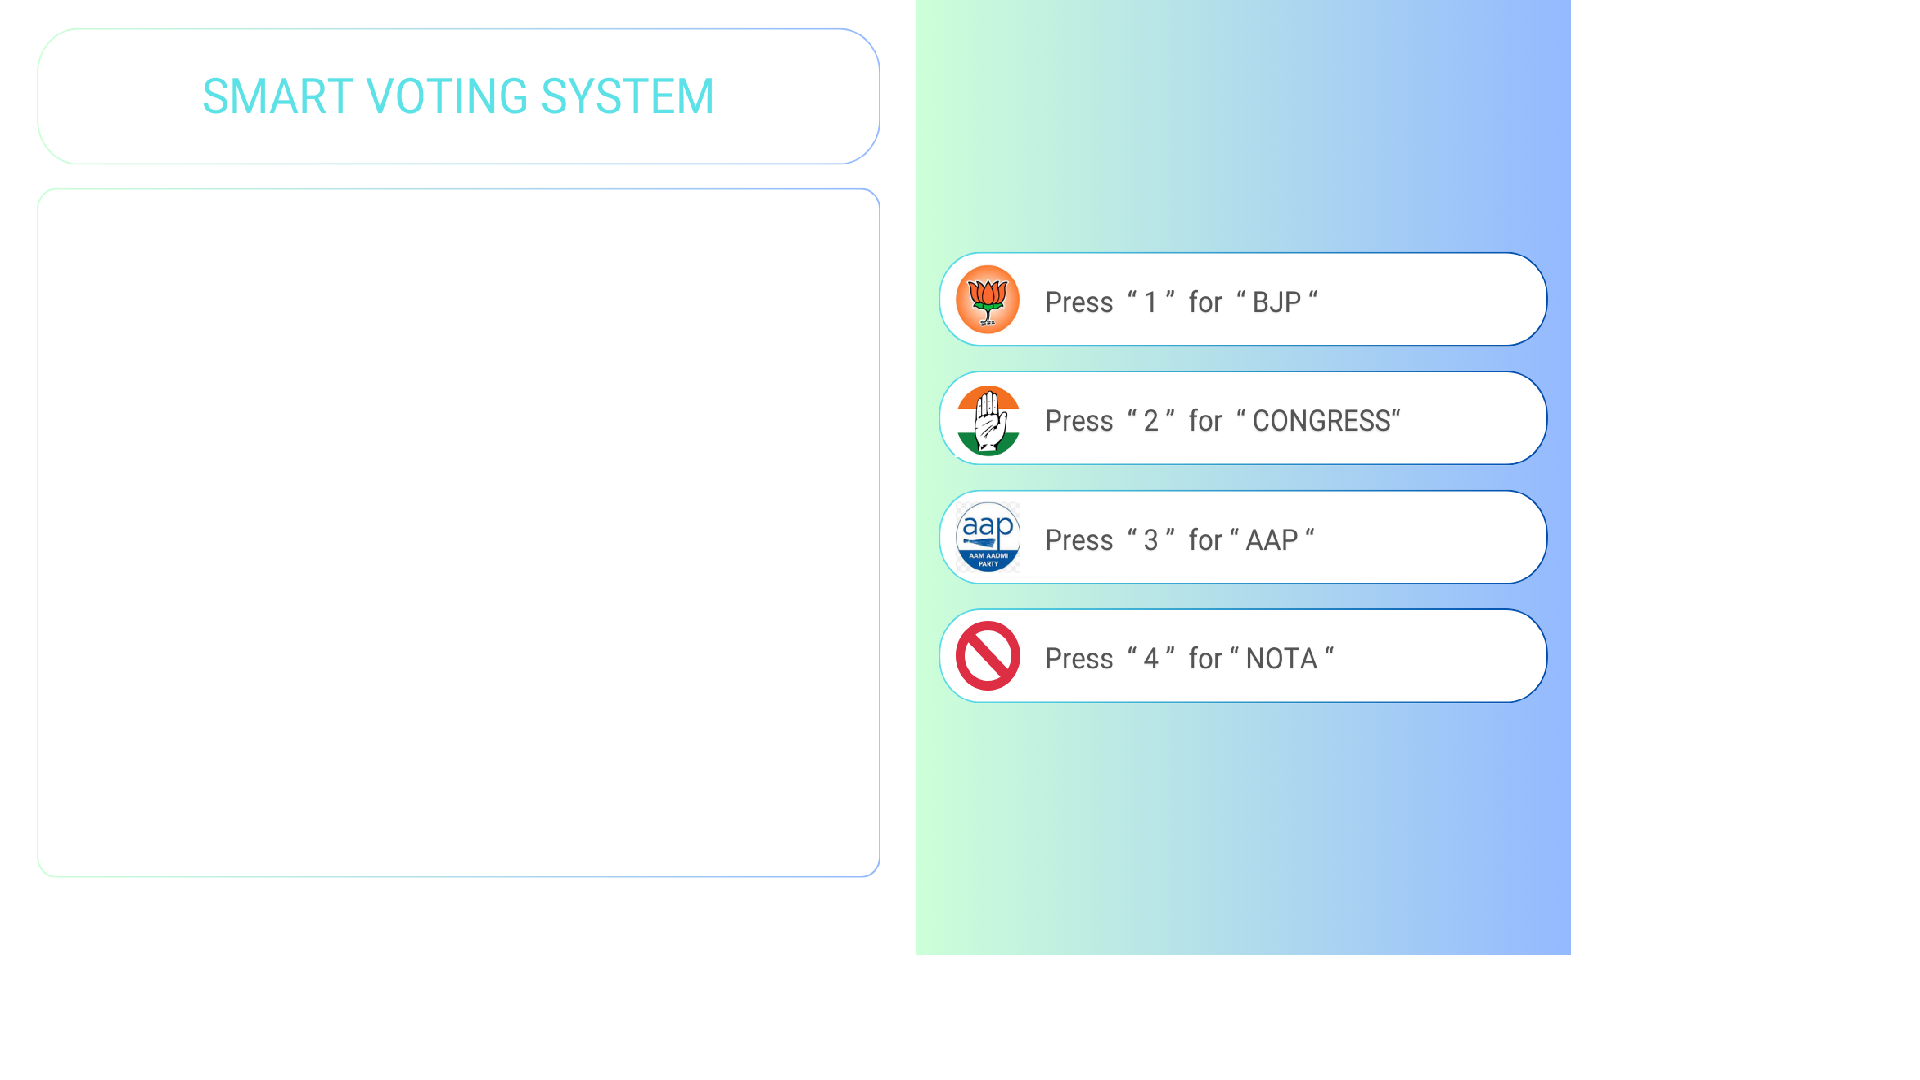 SMART VOTING SYSTEM
Press “ 1 ” for “ BJP “
Press “ 2 ” for “ CONGRESS“
aap
AAM AADMI
PARTY
Press “ 3 ” for “ AAP “
Press “ 4 ” for “ NOTA “